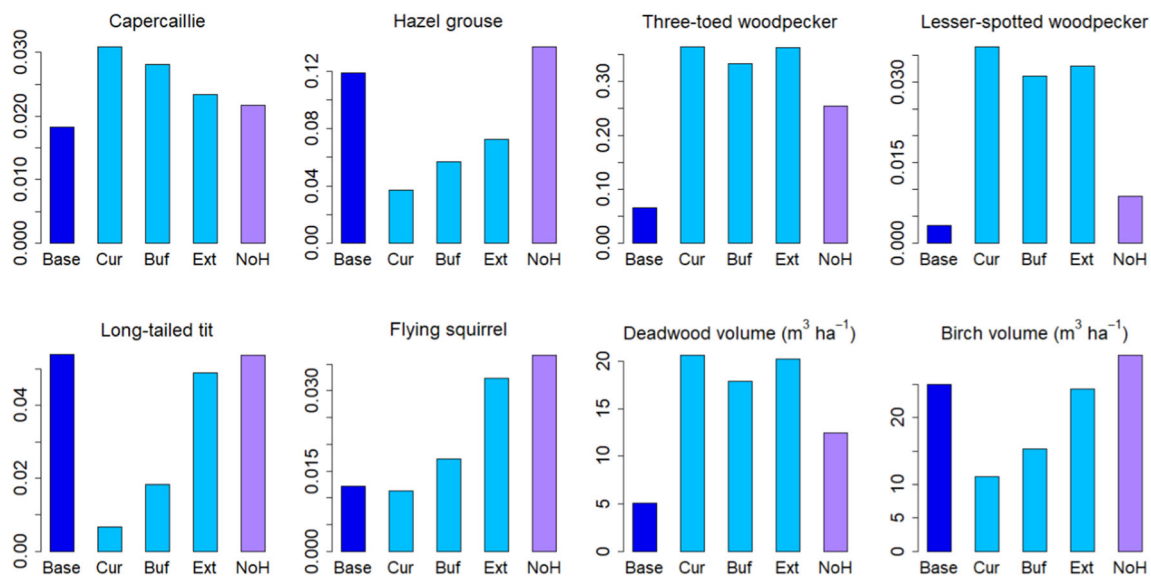 Capercaillie
0.030
0.020
0.010
0.000
Base Cur Buf Ext NoH
Hazel grouse
0.12
0.08
0.04
0.00
Base Cur Buf Ext NoH
Three-toed woodpecker
0.30
0.20
0.10
0.00
Base Cur Buf Ext NoH
Lesser-spotted woodpecker
0.030
0.015
0.000
Base Cur Buf Ext NoH
Long-tailed tit
0.04
0.02
0.00
Base Cur Buf Ext NoH
Flying squirrel
0.030
0.015
0.000
Base Cur Buf Ext NoH
Deadwood volume (m³ ha⁻¹)
20
15
10
5
0
Base Cur Buf Ext NoH
Birch volume (m³ ha⁻¹)
20
10
5
0
Base Cur Buf Ext NoH